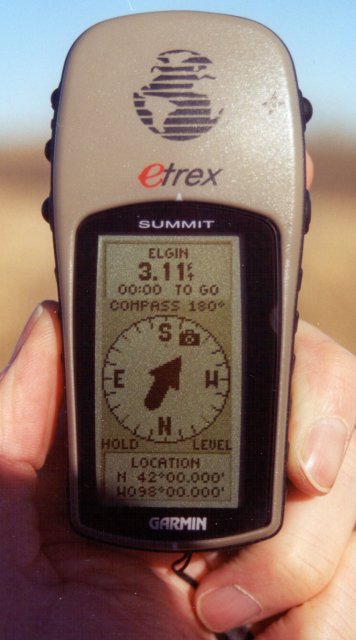 etrex
SUMMIT
ELGIN
3.11 FT
00:00 TO GO
COMPASS 180°
S
E W
N
HOLD LEVEL
LOCATION
N 42°00.000'
W098°00.000'
GARMIN